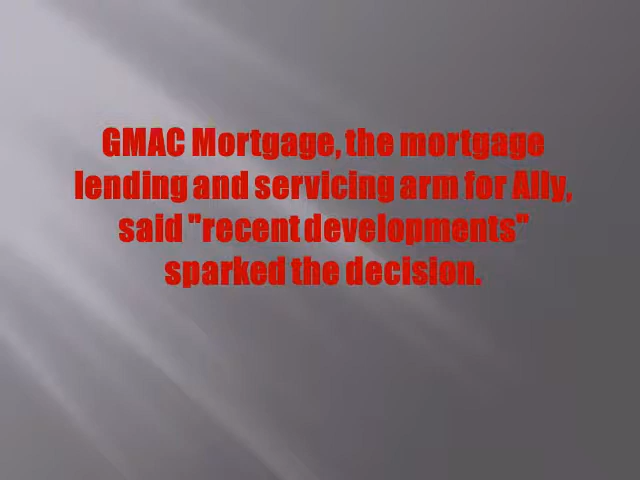 GMAC Mortgage, the mortgage
lending and servicing arm for Ally,
said "recent developments"
sparked the decision.